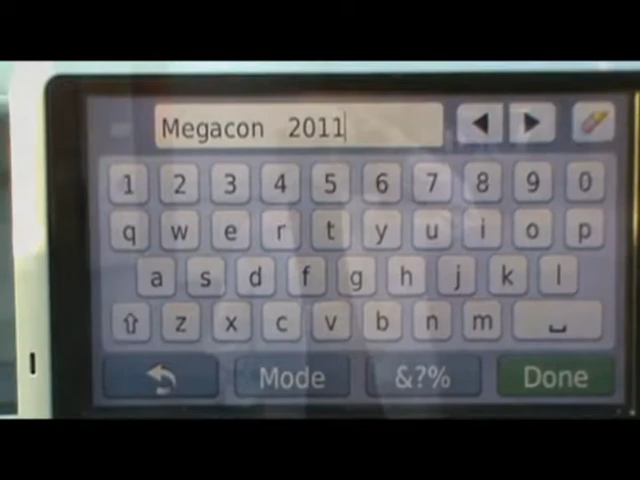 Megacon 2011
1 2 3 4 5 6 7 8 9 0
q w e r t y u i o p
a s d f g h j k l
z x c v b n m
Mode &?% Done